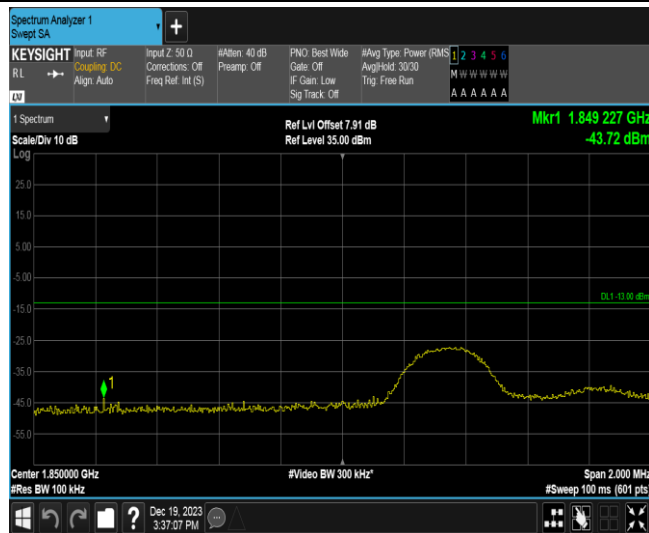 Spectrum Analyzer 1
Swept SA
KEYSIGHT
RL
Input: RF
Coupling: DC
Align: Auto
Input Z: 50 Ω
Corrections: Off
Freq Ref: Int (S)
#Atten: 40 dB
Preamp: Off
PNO: Best Wide
Gate: Off
IF Gain: Low
Sig Track: Off
#Avg Type: Power (RMS
Avg|Hold: 30/30
Trig: Free Run
1 2 3 4 5 6
M W W W W W
A A A A A A
1 Spectrum
Scale/Div 10 dB
Ref Lvl Offset 7.91 dB
Ref Level 35.00 dBm
Mkr1 1.849 227 GHz
-43.72 dBm
Log
25.0
15.0
5.00
-5.00
DL1 -13.00 dBm
-15.0
-25.0
-35.0
1
-45.0
-55.0
Center 1.850000 GHz
#Video BW 300 kHz*
Span 2.000 MHz
#Res BW 100 kHz
#Sweep 100 ms (601 pts)
?
Dec 19, 2023
3:37:07 PM